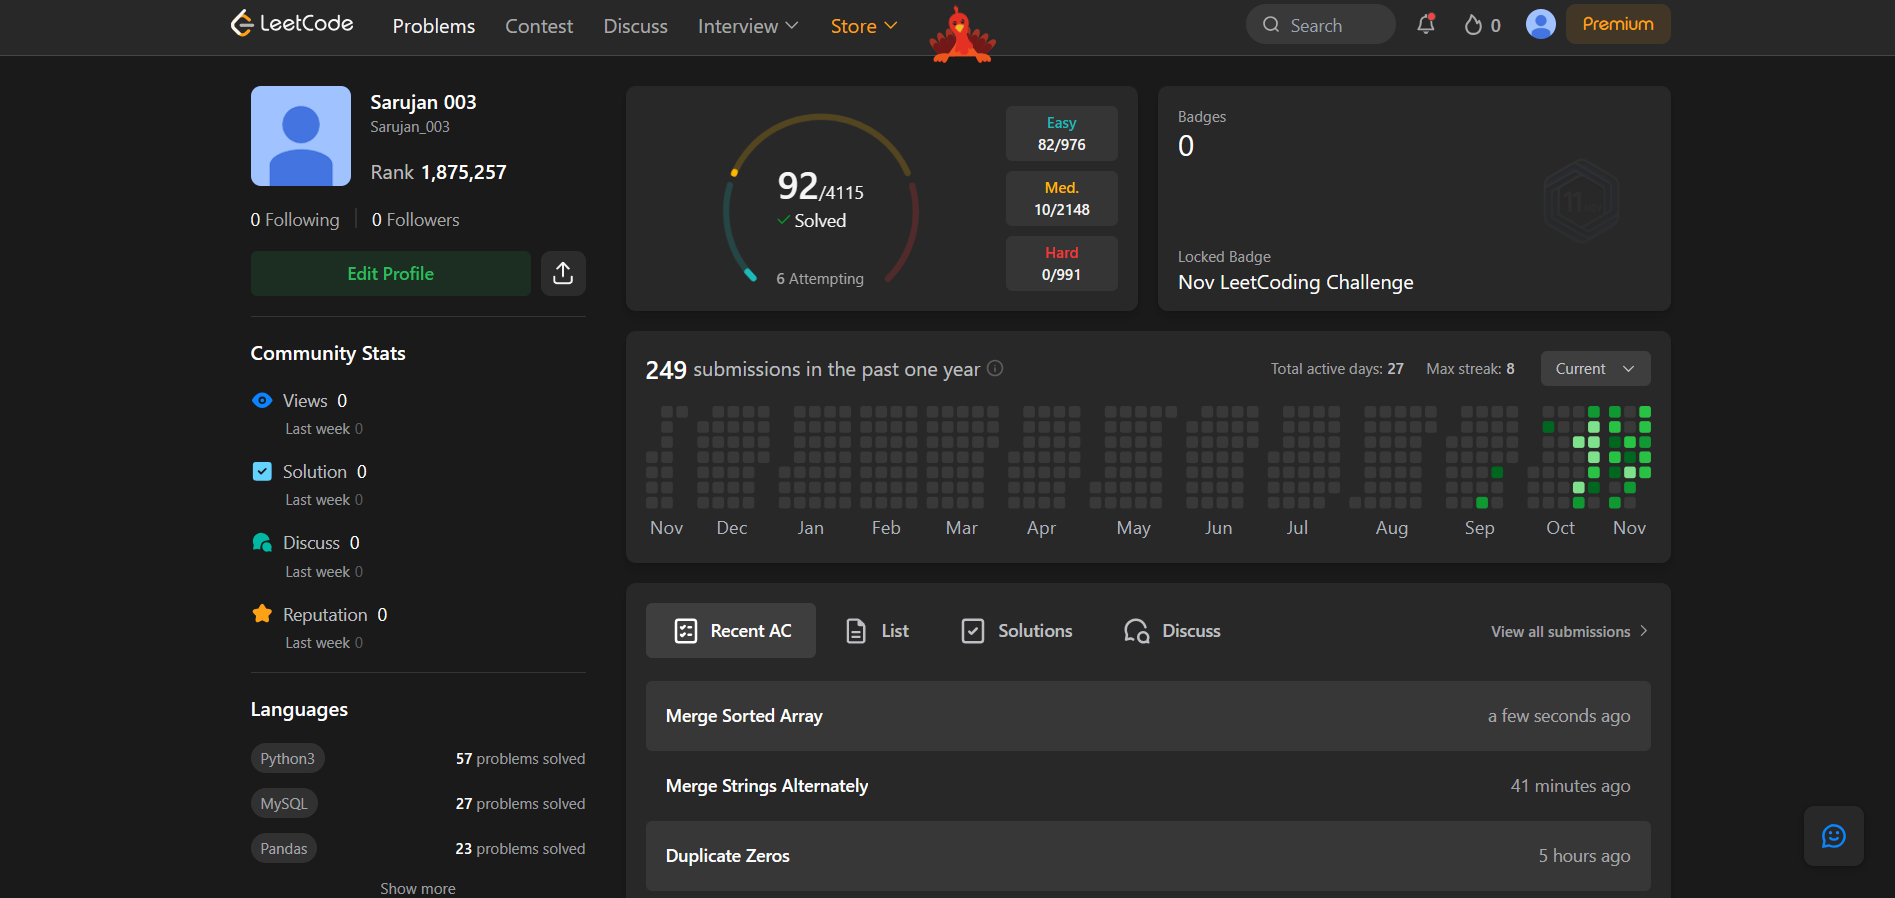 LeetCode Problems Contest Discuss Interview Store Search 0 Premium
Sarujan 003
Sarujan_003
Rank 1,875,257
0 Following 0 Followers
Edit Profile
Community Stats
Views 0
Last week 0
Solution 0
Last week 0
Discuss 0
Last week 0
Reputation 0
Last week 0
Languages
Python3 57 problems solved
MySQL 27 problems solved
Pandas 23 problems solved
Show more
92/4115
Solved
6 Attempting
Easy
82/976
Med.
10/2148
Hard
0/991
Badges
0
11
Locked Badge
Nov LeetCoding Challenge
249 submissions in the past one year Total active days: 27 Max streak: 8 Current
Nov Dec Jan Feb Mar Apr May Jun Jul Aug Sep Oct Nov
Recent AC List Solutions Discuss View all submissions
Merge Sorted Array a few seconds ago
Merge Strings Alternately 41 minutes ago
Duplicate Zeros 5 hours ago